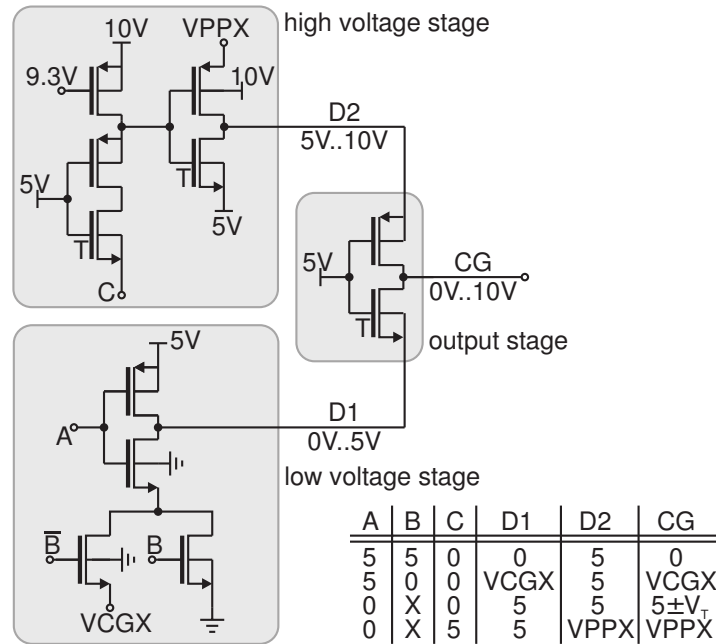 10V
VPPX
high voltage stage
9.3V
10V
D2
5V..10V
5V
T
T
5V
C
5V
CG
0V..10V
T
output stage
5V
D1
A
0V..5V
low voltage stage
B
B
VCGX
A B C D1 D2 CG
5 5 0 0 5 0
5 0 0 VCGX 5 VCGX
0 X 0 5 5 5±VT
0 X 5 5 VPPX VPPX